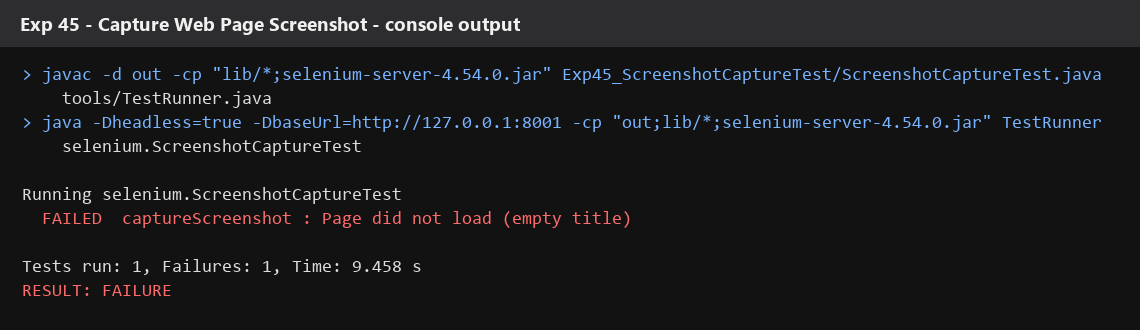 Exp 45 - Capture Web Page Screenshot - console output
> javac -d out -cp "lib/*;selenium-server-4.54.0.jar" Exp45_ScreenshotCaptureTest/ScreenshotCaptureTest.java
tools/TestRunner.java
> java -Dheadless=true -DbaseUrl=http://127.0.0.1:8001 -cp "out;lib/*;selenium-server-4.54.0.jar" TestRunner
selenium.ScreenshotCaptureTest
Running selenium.ScreenshotCaptureTest
FAILED captureScreenshot : Page did not load (empty title)
Tests run: 1, Failures: 1, Time: 9.458 s
RESULT: FAILURE